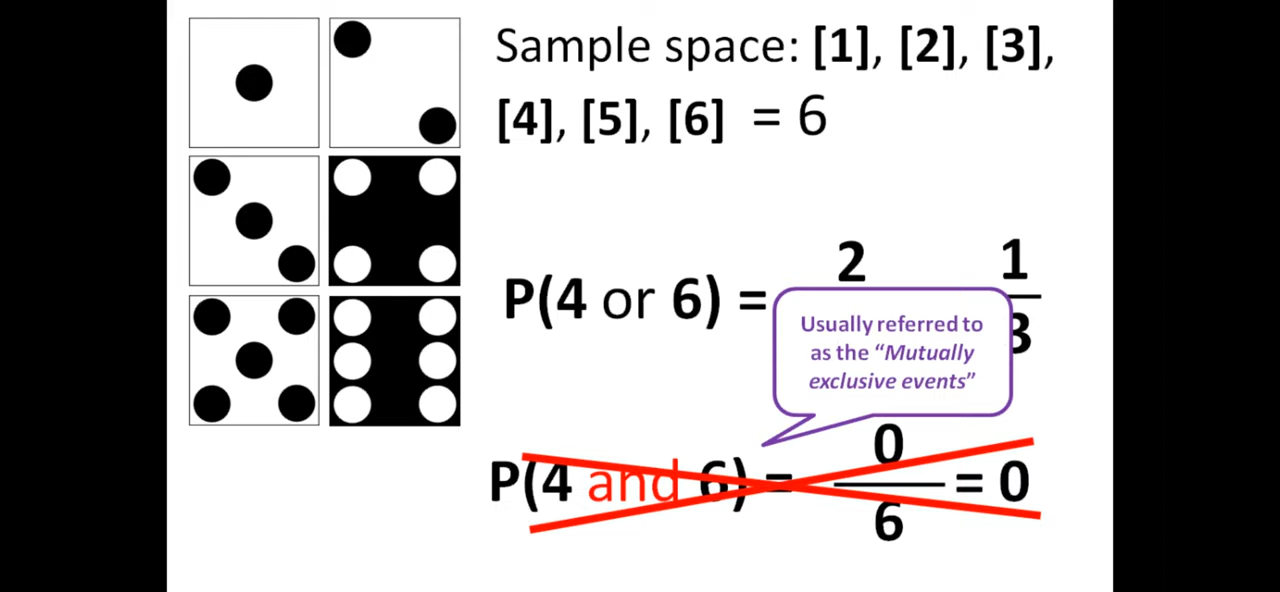 Sample space: [1], [2], [3],
[4], [5], [6] = 6
P(4 or 6) = 2 1
3
Usually referred to
as the “Mutually
exclusive events”
P(4 and 6) = 0
6 = 0